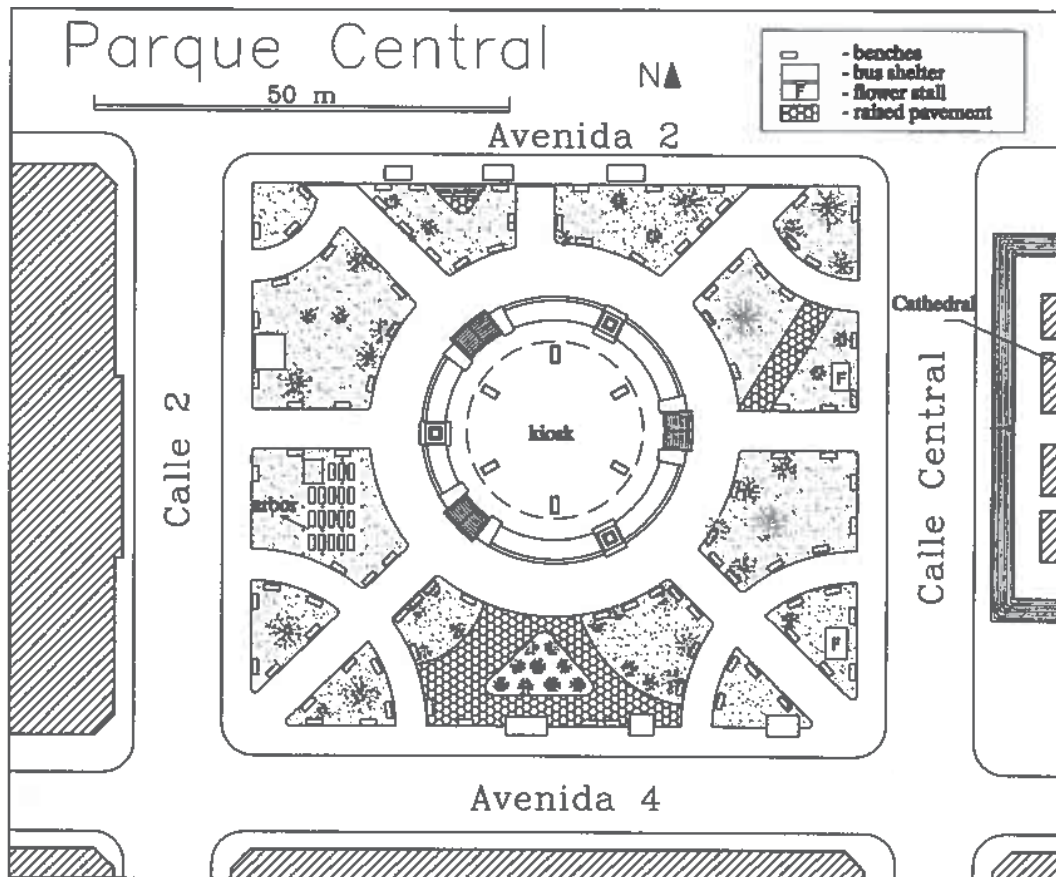 Parque Central
50 m
N
- benches
- bus shelter
F - flower stall
- raised pavement
Avenida 2
Cathedral
Calle 2
Calle Central
kiosk
F
arbor
F
Avenida 4